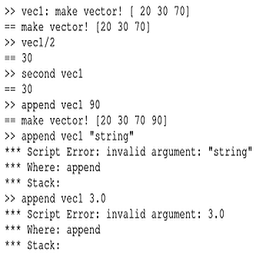 >> vec1: make vector! [ 20 30 70]
== make vector! [20 30 70]
>> vec1/2
== 30
>> second vec1
== 30
>> append vec1 90
== make vector! [20 30 70 90]
>> append vec1 "string"
*** Script Error: invalid argument: "string"
*** Where: append
*** Stack:
>> append vec1 3.0
*** Script Error: invalid argument: 3.0
*** Where: append
*** Stack: